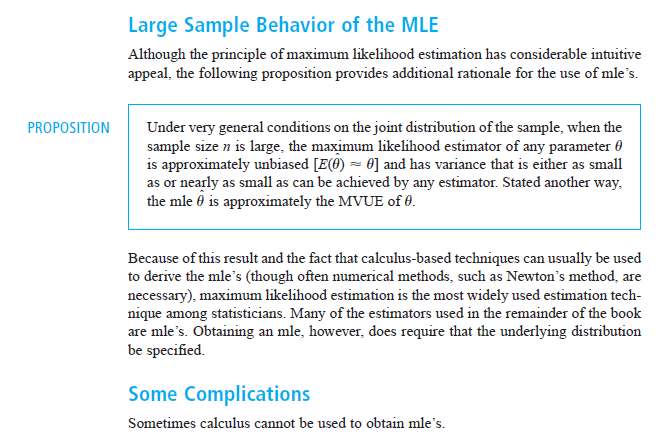 Large Sample Behavior of the MLE
Although the principle of maximum likelihood estimation has considerable intuitive
appeal, the following proposition provides additional rationale for the use of mle’s.
PROPOSITION
Under very general conditions on the joint distribution of the sample, when the
sample size n is large, the maximum likelihood estimator of any parameter θ
is approximately unbiased [E(θ̂) ≈ θ] and has variance that is either as small
as or nearly as small as can be achieved by any estimator. Stated another way,
the mle θ̂ is approximately the MVUE of θ.
Because of this result and the fact that calculus-based techniques can usually be used
to derive the mle’s (though often numerical methods, such as Newton’s method, are
necessary), maximum likelihood estimation is the most widely used estimation tech-
nique among statisticians. Many of the estimators used in the remainder of the book
are mle’s. Obtaining an mle, however, does require that the underlying distribution
be specified.
Some Complications
Sometimes calculus cannot be used to obtain mle’s.